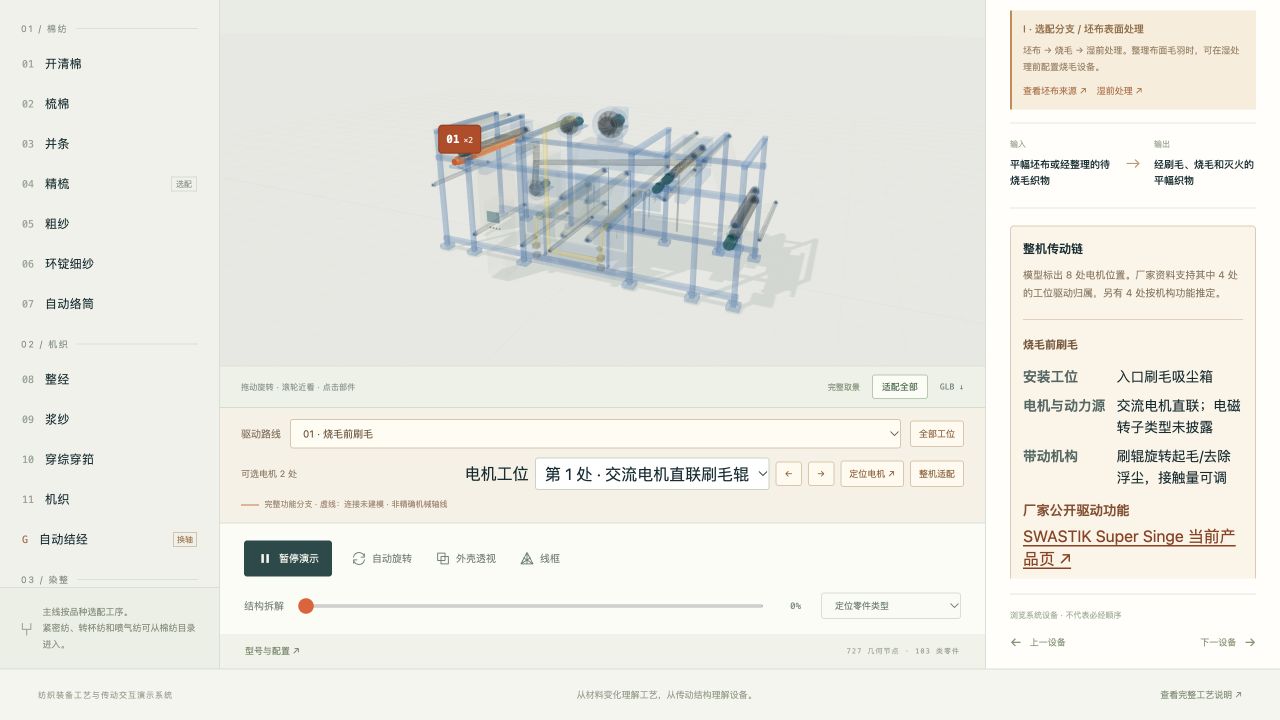 01 / 棉纺
01 开清棉
02 梳棉
03 并条
04 精梳 选配
05 粗纱
06 环锭细纱
07 自动络筒
02 / 机织
08 整经
09 浆纱
10 穿综穿筘
11 机织
G 自动结经 换轴
03 / 染整
主线按品种选配工序。
紧密纺、转杯纺和喷气纺可从棉纺目录
进入。
01 ×2
拖动旋转 · 滚轮近看 · 点击部件
完整取景 适配全部 GLB ↓
驱动路线 01 · 烧毛前刷毛 全部工位
可选电机 2 处 电机工位 第 1 处 · 交流电机直联刷毛辊 ← → 定位电机 ↗ 整机适配
完整功能分支 · 虚线：连接未建模 · 非精确机械轴线
暂停演示 自动旋转 外壳透视 线框
结构拆解 0% 定位零件类型
型号与配置 ↗ 727 几何节点 · 103 类零件
I · 选配分支 / 坯布表面处理
坯布 → 烧毛 → 湿前处理。整理布面毛羽时，可在湿处
理前配置烧毛设备。
查看坯布来源 ↗ 湿前处理 ↗
输入 输出
平幅坯布或经整理的待 → 经刷毛、烧毛和灭火的
烧毛织物 平幅织物
整机传动链
模型标出 8 处电机位置。厂家资料支持其中 4 处
的工位驱动归属，另有 4 处按机构功能推定。
烧毛前刷毛
安装工位 入口刷毛吸尘箱
电机与动力源 交流电机直联；电磁
转子类型未披露
带动机构 刷辊旋转起毛/去除
浮尘，接触量可调
厂家公开驱动功能
SWASTIK Super Singe 当前产
品页 ↗
浏览系统设备 · 不代表必经顺序
← 上一设备 下一设备 →
纺织装备工艺与传动交互演示系统
从材料变化理解工艺，从传动结构理解设备。
查看完整工艺说明 ↗